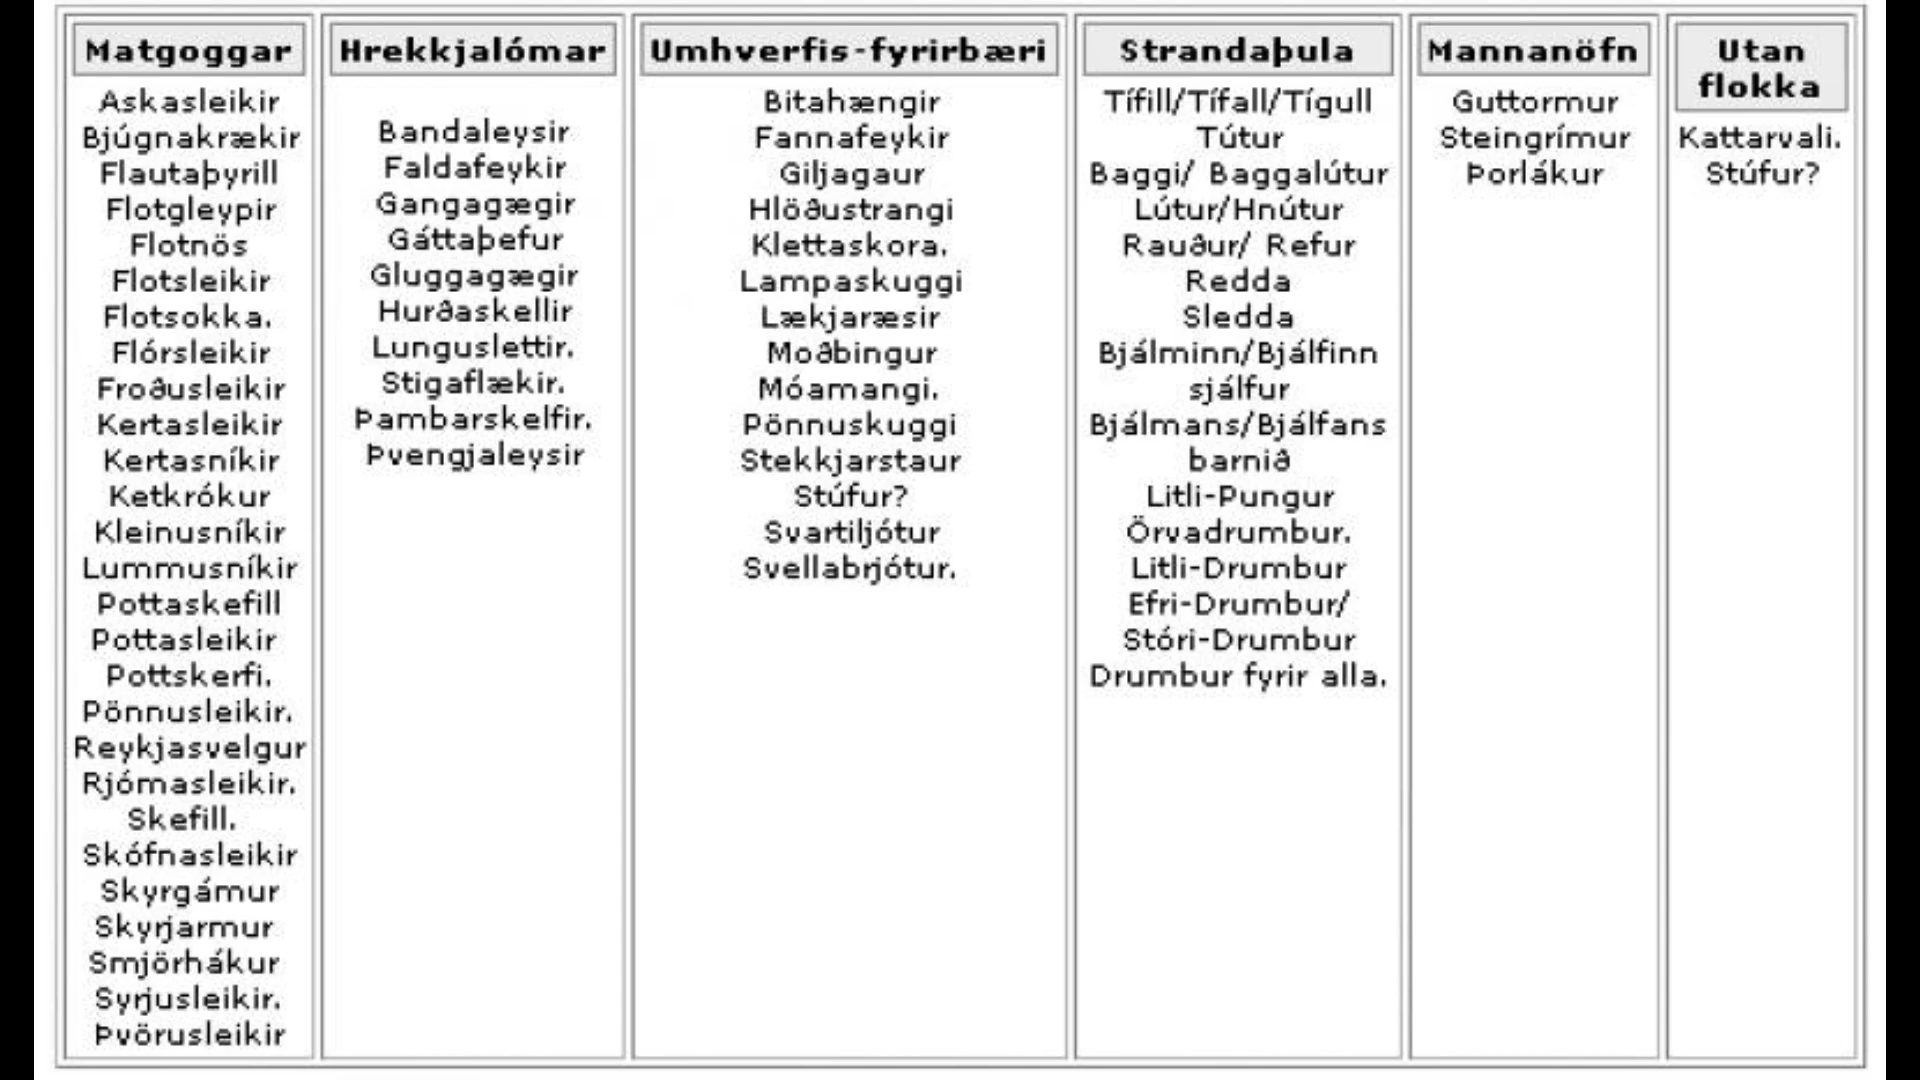 Matgoggar
Askasleikir
Bjúgnakrækir
Flautaþyrill
Flotgleypir
Flotnös
Flotsleikir
Flotsokka.
Flórsleikir
Froðusleikir
Kertasleikir
Kertasníkir
Ketkrókur
Kleinusníkir
Lummusníkir
Pottaskefill
Pottasleikir
Pottskerfi.
Pönnusleikir.
Reykjasvelgur
Rjómasleikir.
Skefill.
Skófnasleikir
Skyrgámur
Skyrjarmur
Smjörhákur
Syrjusleikir.
Þvörusleikir
Hrekkjalómar
Bandaleysir
Faldafeykir
Gangagægir
Gáttaþefur
Gluggagægir
Hurðaskellir
Lunguslettir.
Stigaflækir.
Þambarskelfir.
Þvengjaleysir
Umhverfis-fyrirbæri
Bitahængir
Fannafeykir
Giljagaur
Hlöðustrangi
Klettaskora.
Lampaskuggi
Lækjaræsir
Moðbingur
Móamangi.
Pönnuskuggi
Stekkjarstaur
Stúfur?
Svartiljótur
Svellabrjótur.
Strandaþula
Tífill/Tífall/Tígull
Tútur
Baggi/ Baggalútur
Lútur/Hnútur
Rauður/ Refur
Redda
Sledda
Bjálminn/Bjálfinn
sjálfur
Bjálmans/Bjálfans
barnið
Litli-Pungur
Örvadrumbur.
Litli-Drumbur
Efri-Drumbur/
Stóri-Drumbur
Drumbur fyrir alla.
Mannanöfn
Guttormur
Steingrímur
Þorlákur
Utan
flokka
Kattarvali.
Stúfur?